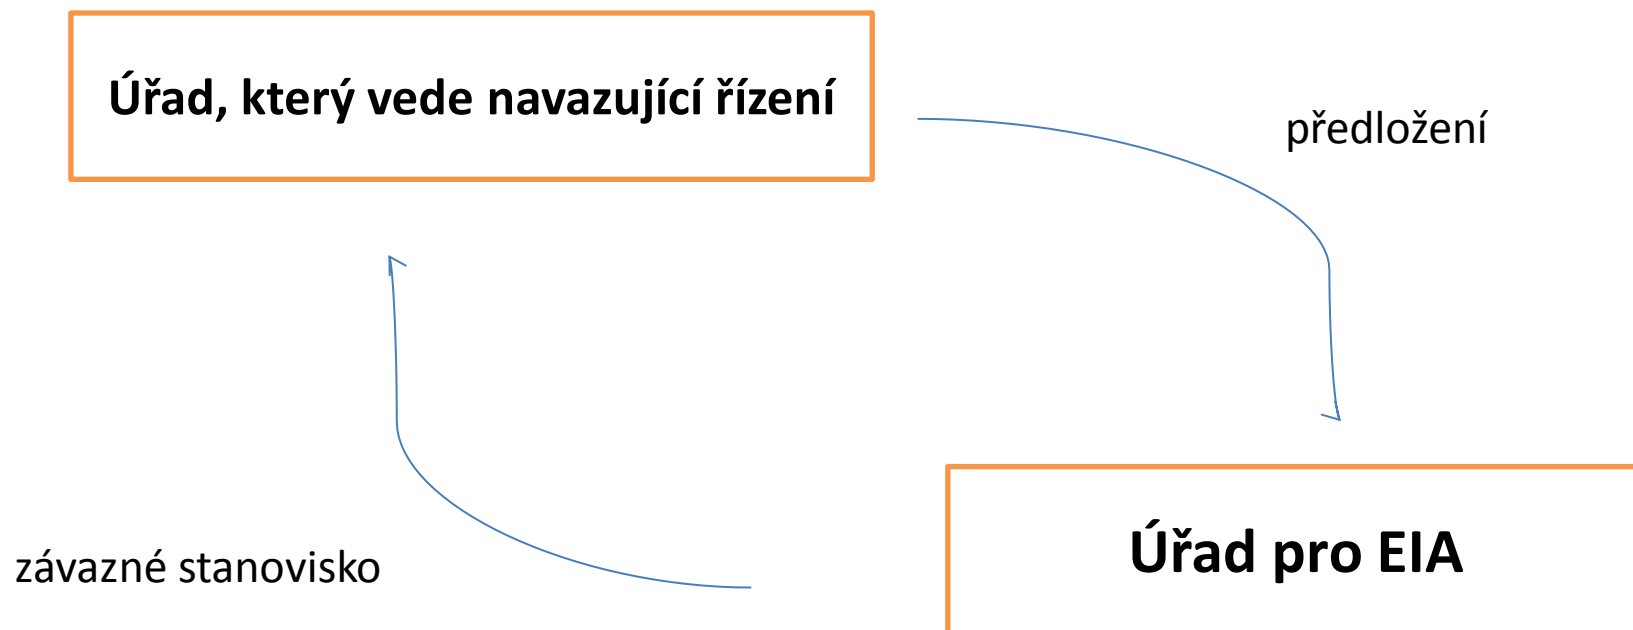 Úřad, který vede navazující řízení
předložení
Úřad pro EIA
závazné stanovisko